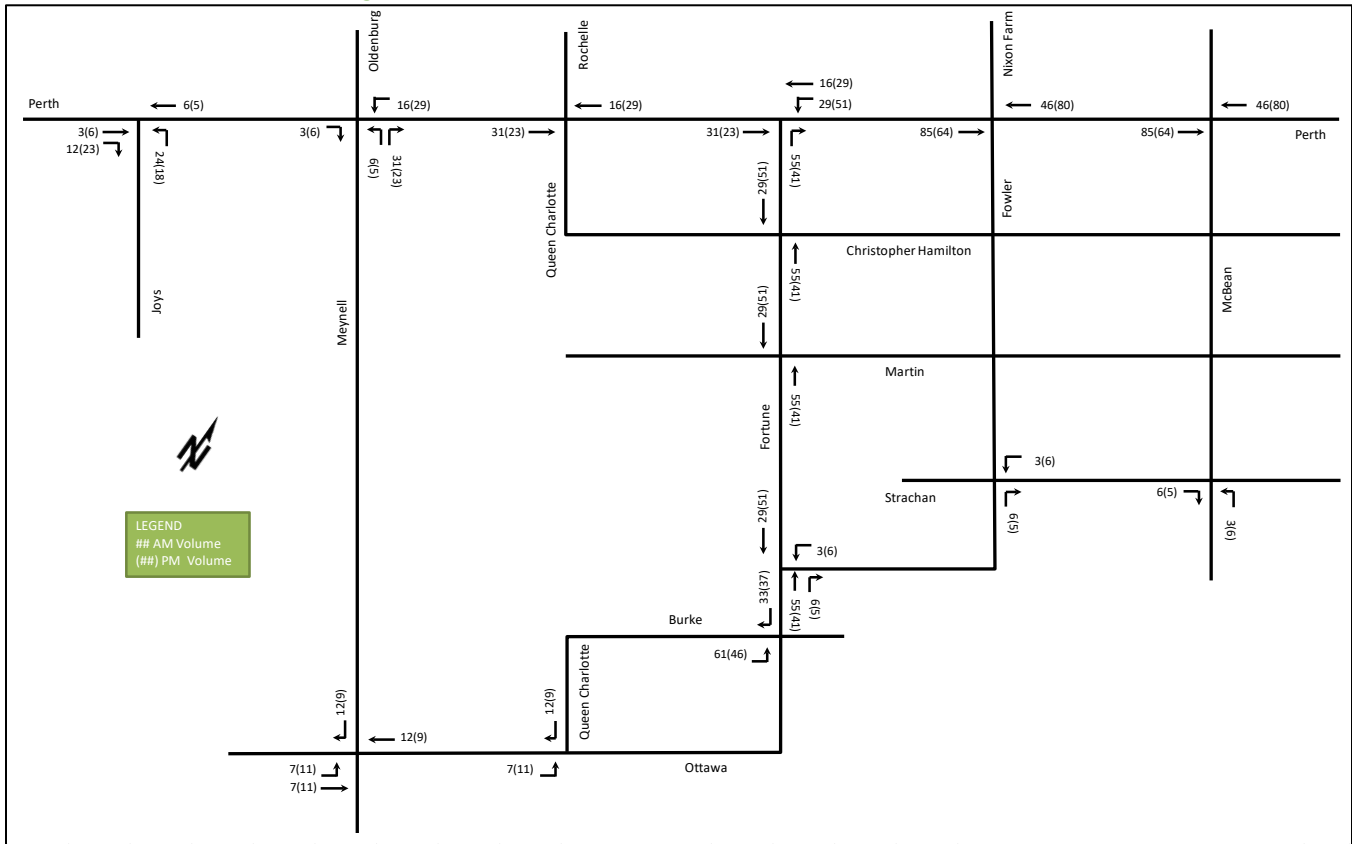 Oldenburg
Rochelle
Nixon Farm
16(29)
Perth
6(5)
16(29)
16(29)
29(51)
46(80)
46(80)
3(6)
12(23)
24(18)
3(6)
6(5)
31(23)
31(23)
31(23)
55(41)
85(64)
85(64)
Perth
29(51)
Fowler
Queen Charlotte
Christopher Hamilton
55(41)
Jorys
Meynell
29(51)
McBean
Martin
55(41)
Fortune
3(6)
Strachan
29(51)
6(5)
6(5)
3(6)
LEGEND
## AM Volume
(##) PM Volume
3(6)
33(37)
55(41)
6(5)
Burke
61(46)
Queen Charlotte
12(9)
12(9)
12(9)
7(11)
7(11)
7(11)
Ottawa